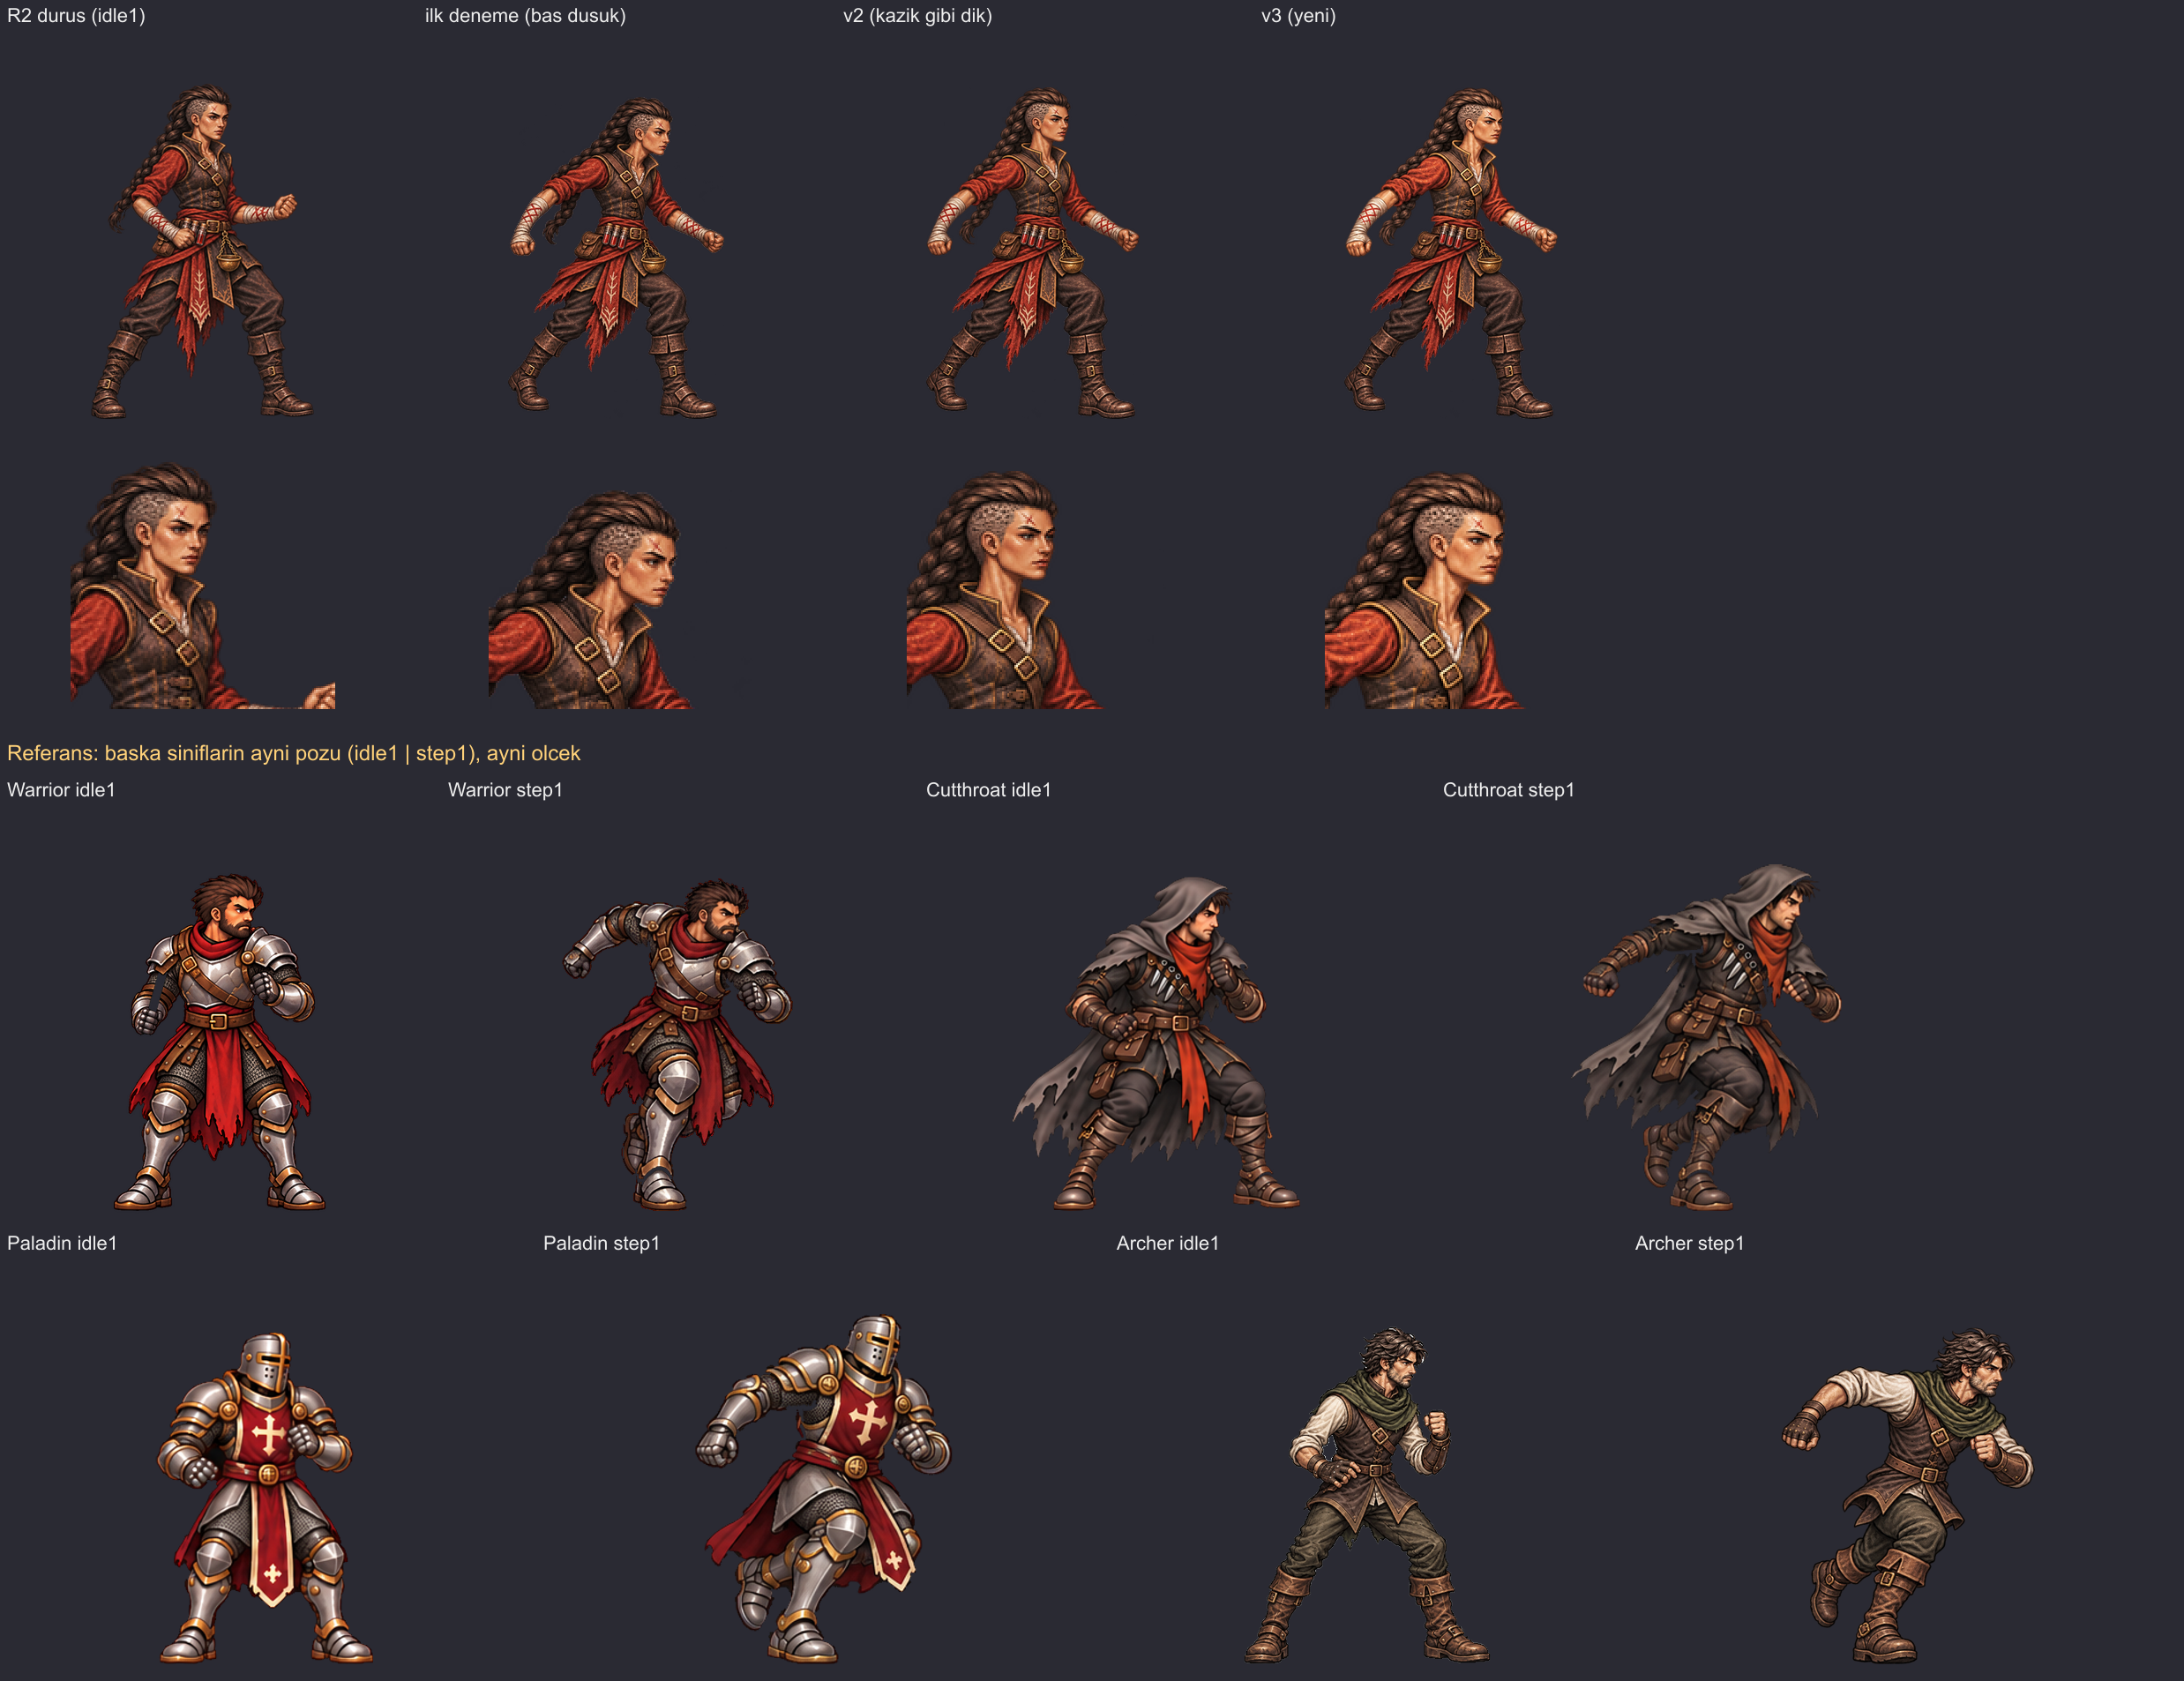 R2 durus (idle1)
ilk deneme (bas dusuk)
v2 (kazik gibi dik)
v3 (yeni)
Referans: baska siniflarin ayni pozu (idle1 | step1), ayni olcek
Warrior idle1
Warrior step1
Cutthroat idle1
Cutthroat step1
Paladin idle1
Paladin step1
Archer idle1
Archer step1